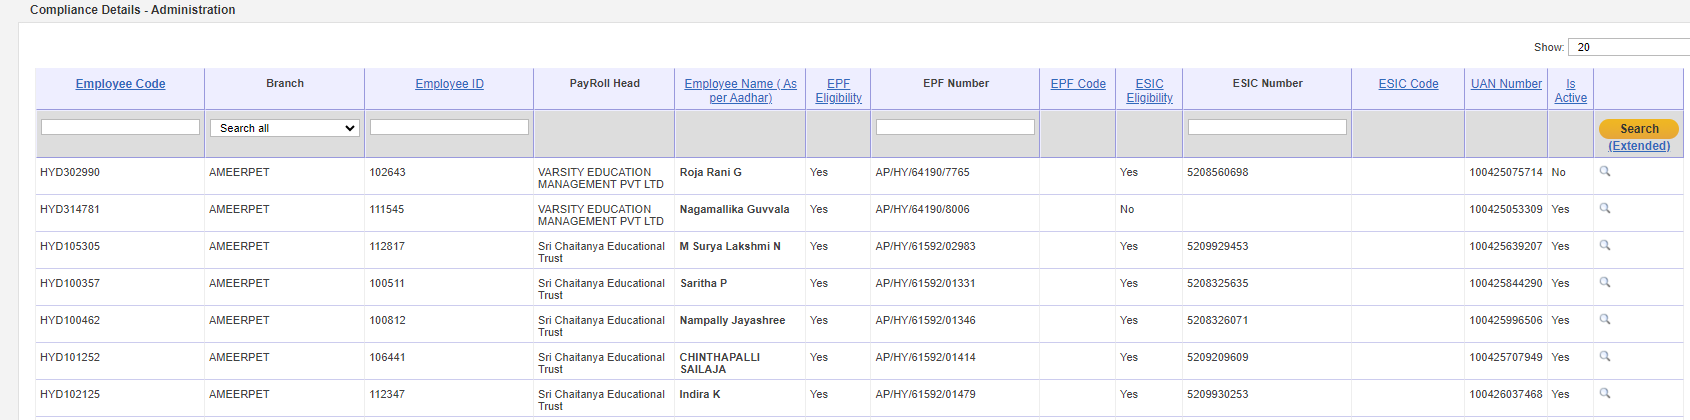 Compliance Details - Administration
Show: 20
Employee Code Branch Employee ID PayRoll Head Employee Name ( As per Aadhar) EPF Eligibility EPF Number EPF Code ESIC Eligibility ESIC Number ESIC Code UAN Number Is Active
Search all Search
(Extended)
HYD302990 AMEERPET 102643 VARSITY EDUCATION MANAGEMENT PVT LTD Roja Rani G Yes AP/HY/64190/7765 Yes 5208560698 100425075714 No
HYD314781 AMEERPET 111545 VARSITY EDUCATION MANAGEMENT PVT LTD Nagamallika Guvvala Yes AP/HY/64190/8006 No 100425053309 Yes
HYD105305 AMEERPET 112817 Sri Chaitanya Educational Trust M Surya Lakshmi N Yes AP/HY/61592/02983 Yes 5209929453 100425639207 Yes
HYD100357 AMEERPET 100511 Sri Chaitanya Educational Trust Saritha P Yes AP/HY/61592/01331 Yes 5208325635 100425844290 Yes
HYD100462 AMEERPET 100812 Sri Chaitanya Educational Trust Nampally Jayashree Yes AP/HY/61592/01346 Yes 5208326071 100425996506 Yes
HYD101252 AMEERPET 106441 Sri Chaitanya Educational Trust CHINTHAPALLI SAILAJA Yes AP/HY/61592/01414 Yes 5209209609 100425707949 Yes
HYD102125 AMEERPET 112347 Sri Chaitanya Educational Trust Indira K Yes AP/HY/61592/01479 Yes 5209930253 100426037468 Yes